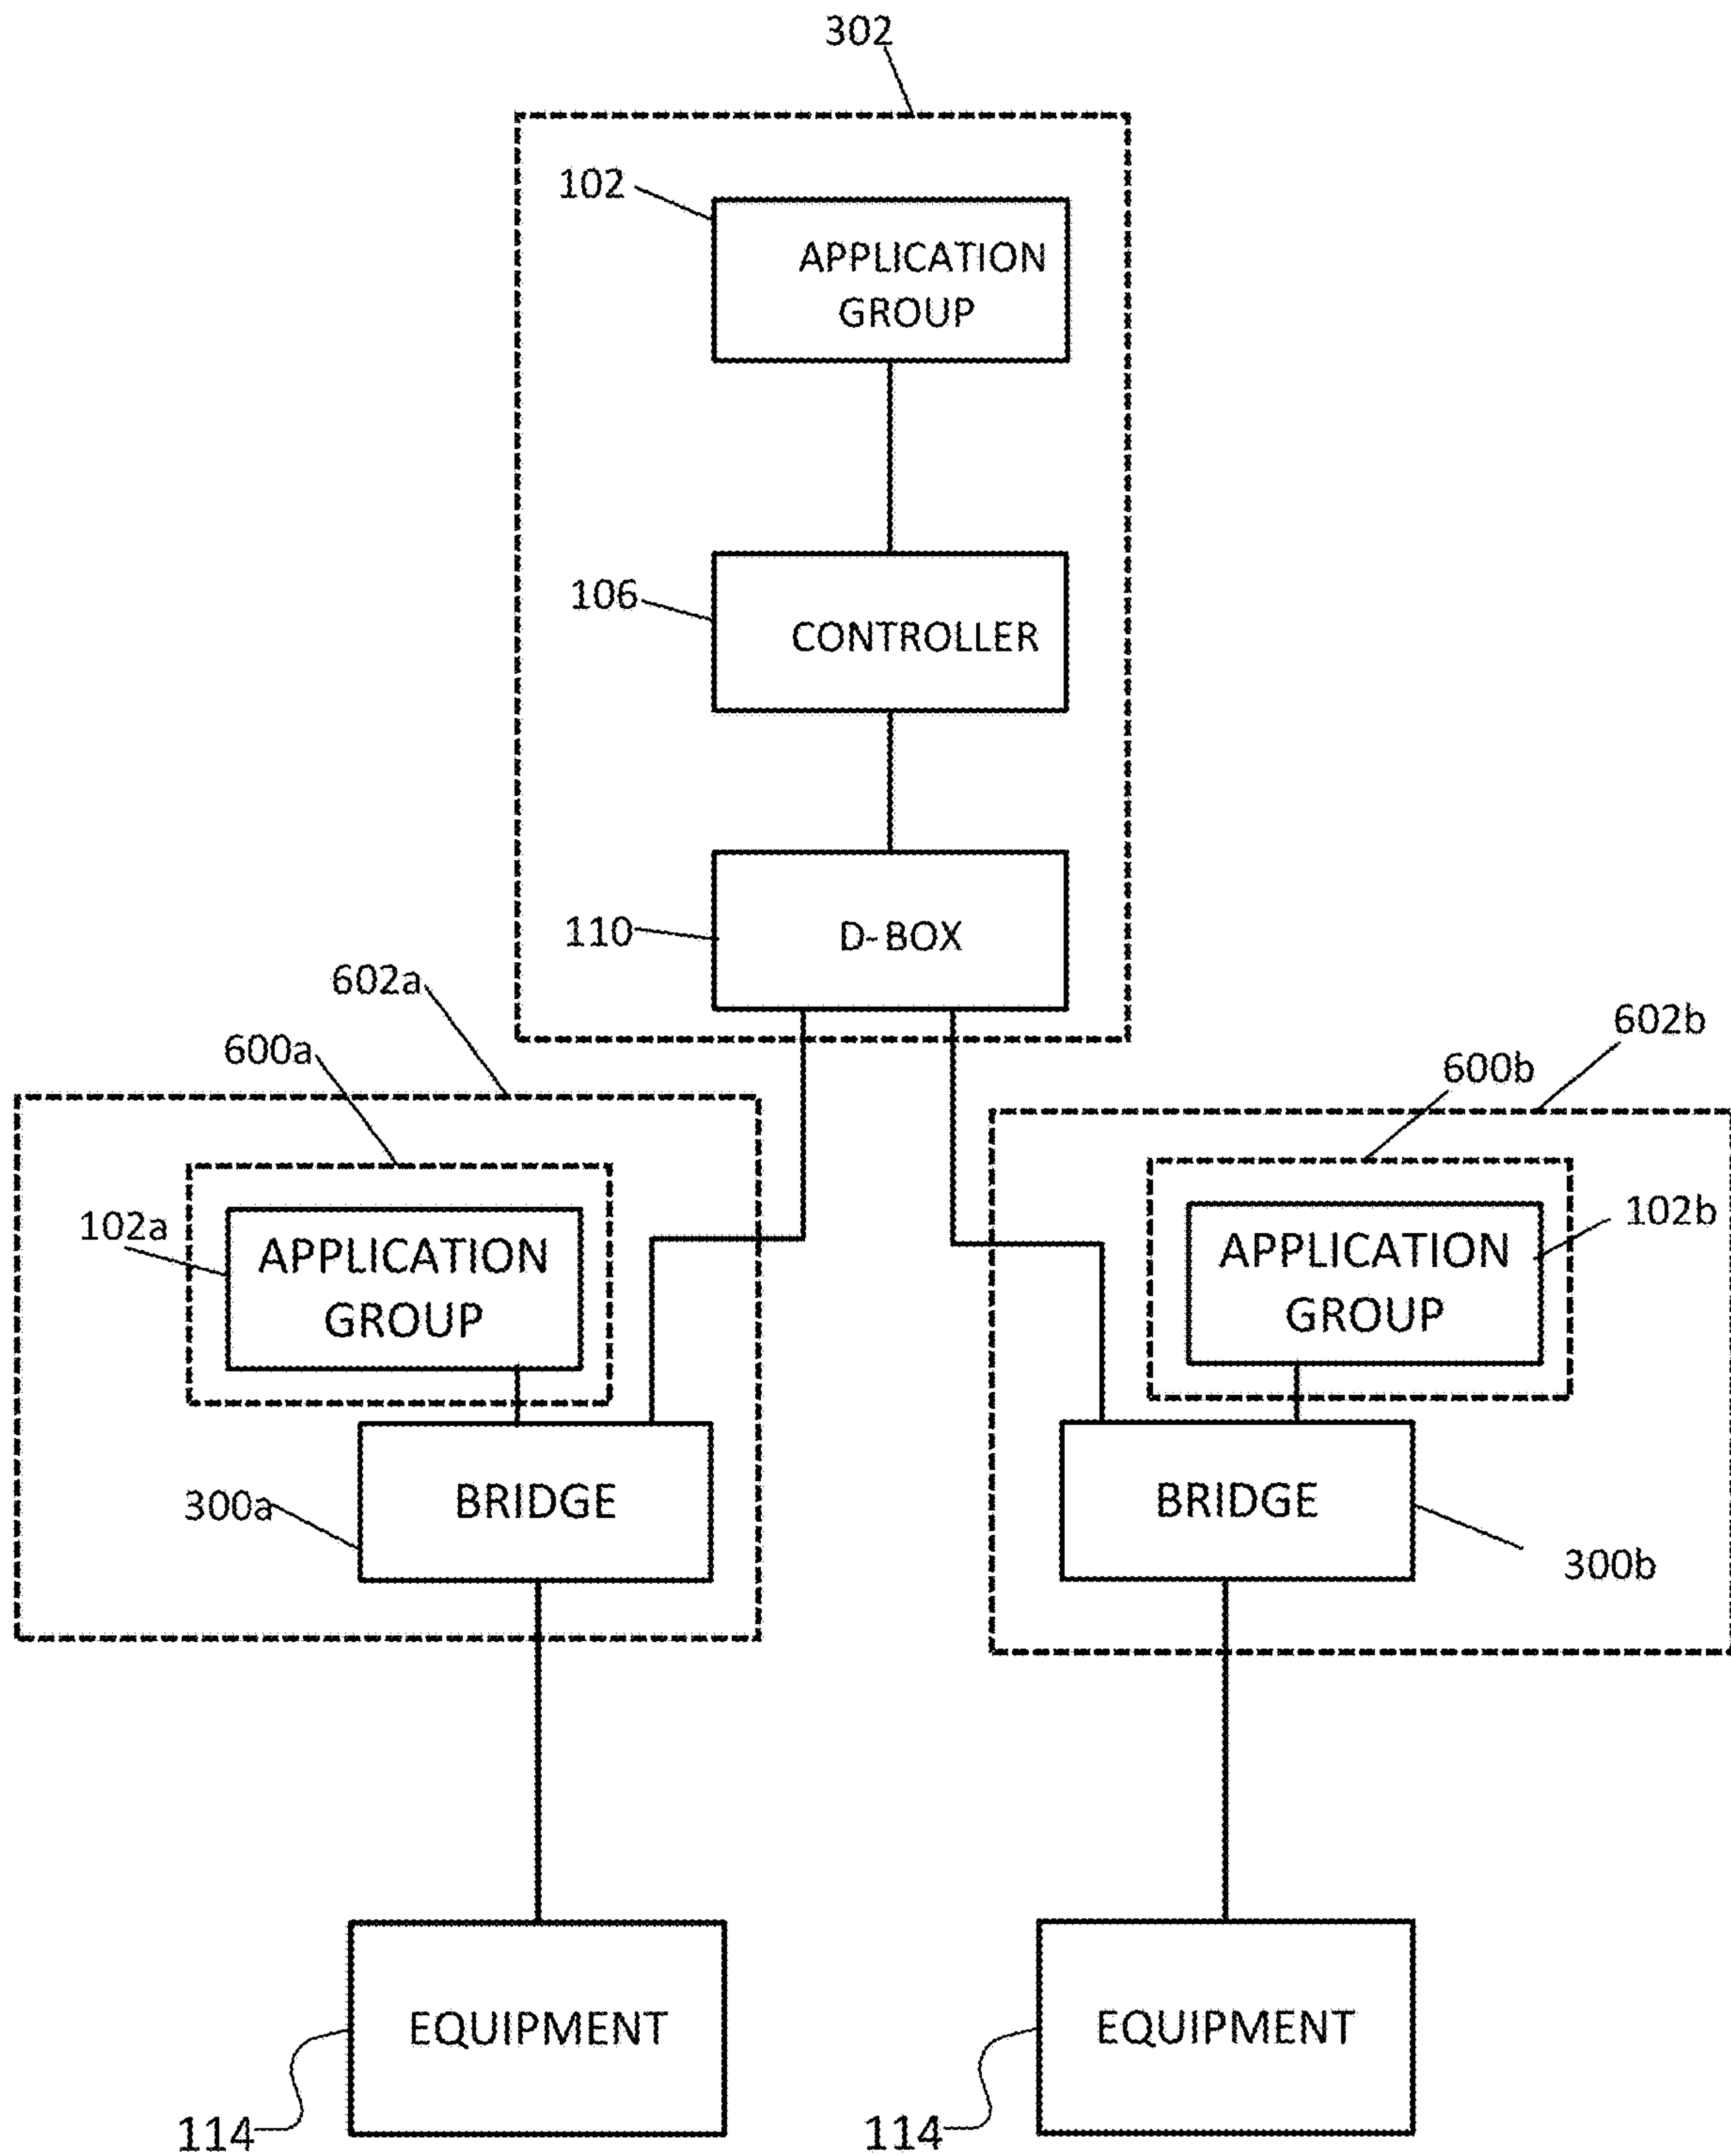 302
102
APPLICATION
GROUP
106
CONTROLLER
110
D-BOX
602a
600a
602b
600b
102a
APPLICATION
GROUP
APPLICATION
GROUP
102b
300a
BRIDGE
BRIDGE
300b
EQUIPMENT
EQUIPMENT
114
114